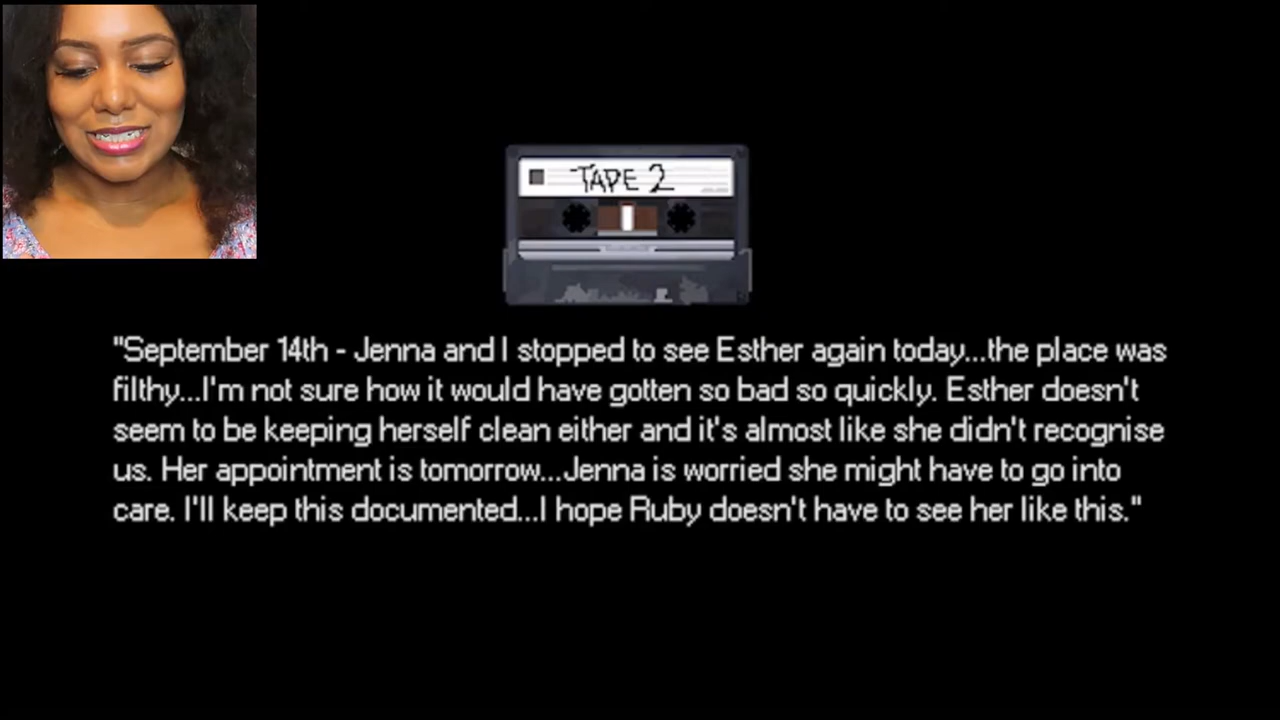 TAPE 2
"September 14th - Jenna and I stopped to see Esther again today...the place was
filthy...I'm not sure how it would have gotten so bad so quickly. Esther doesn't
seem to be keeping herself clean either and it's almost like she didn't recognise
us. Her appointment is tomorrow...Jenna is worried she might have to go into
care. I'll keep this documented...I hope Ruby doesn't have to see her like this."